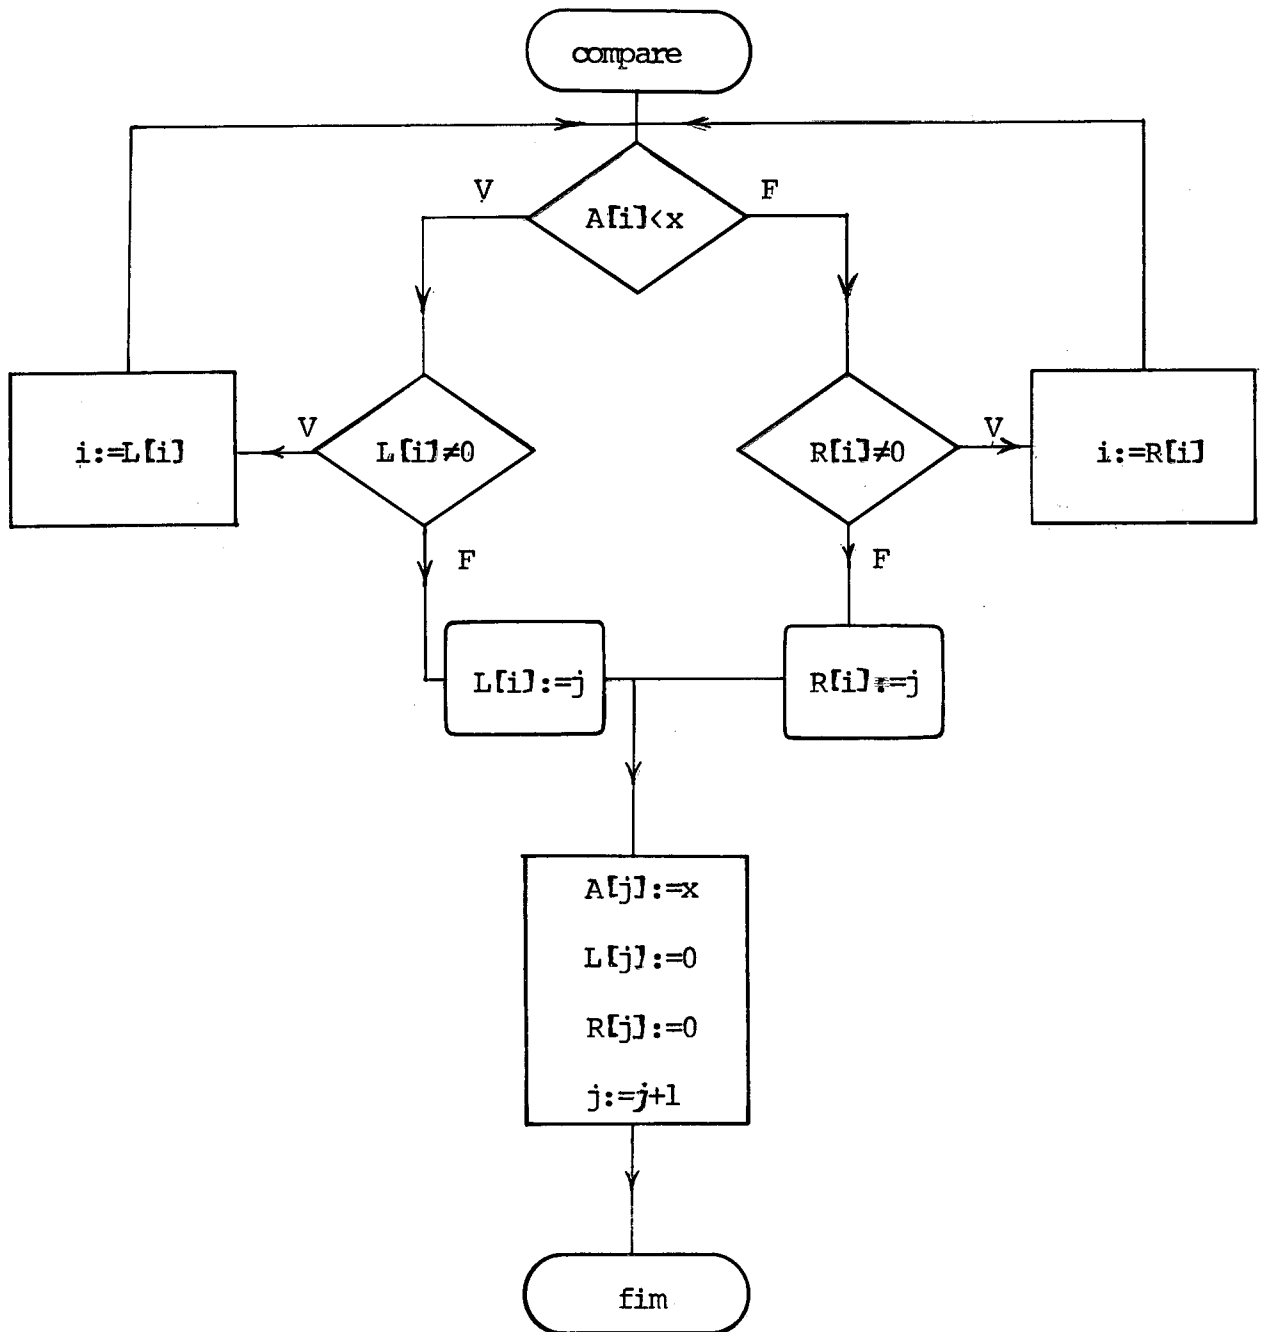 compare
V
F
A[i]<x
i:=L[i]
V
L[i]≠0
R[i]≠0
V
i:=R[i]
F
F
L[i]:=j
R[i]:=j
A[j]:=x
L[j]:=0
R[j]:=0
j:=j+1
fim